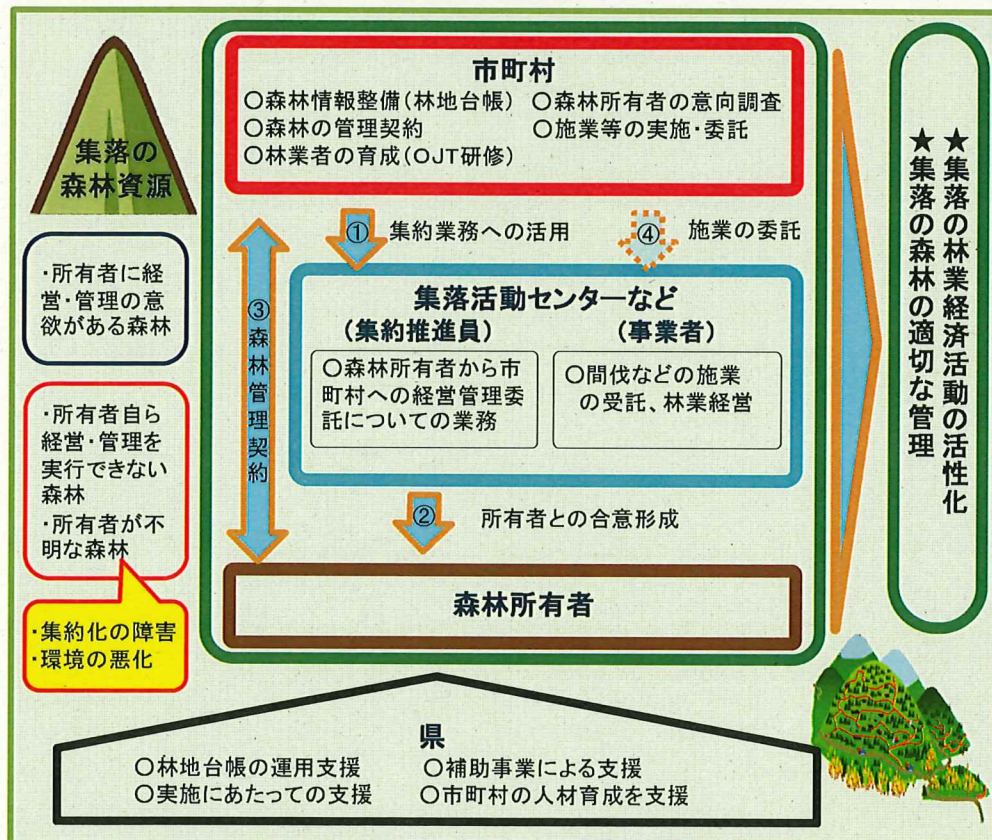 集落の
森林資源
・所有者に経
営・管理の意
欲がある森林
・所有者自ら
経営・管理を
実行できない
森林
・所有者が不
明な森林
・集約化の障害
・環境の悪化
市町村
○森林情報整備(林地台帳)
○森林の管理契約
○林業者の育成(OJT研修)
○森林所有者の意向調査
○施業等の実施・委託
① 集約業務への活用
④ 施業の委託
③森林管理契約
集落活動センターなど
(集約推進員)
○森林所有者から市
町村への経営管理委
託についての業務
(事業者)
○間伐などの施業
の受託、林業経営
② 所有者との合意形成
森林所有者
★集落の林業経済活動の活性化
★集落の森林の適切な管理
県
○林地台帳の運用支援
○実施にあたっての支援
○補助事業による支援
○市町村の人材育成を支援